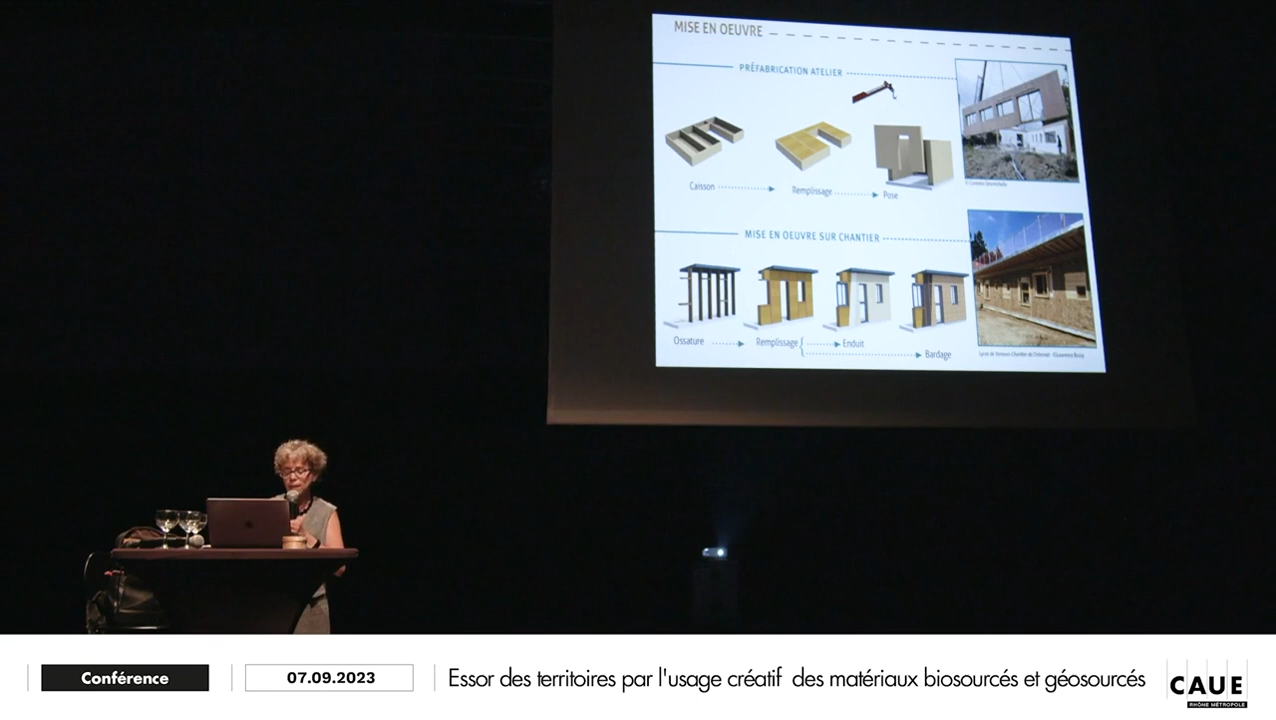 MISE EN OEUVRE
PRÉFABRICATION ATELIER
Caisson
Remplissage
Pose
MISE EN OEUVRE SUR CHANTIER
Ossature
Remplissage
Enduit
Bardage
Conférence
07.09.2023
Essor des territoires par l'usage créatif des matériaux biosourcés et géosourcés
CAUE
RHÔNE MÉTROPOLE